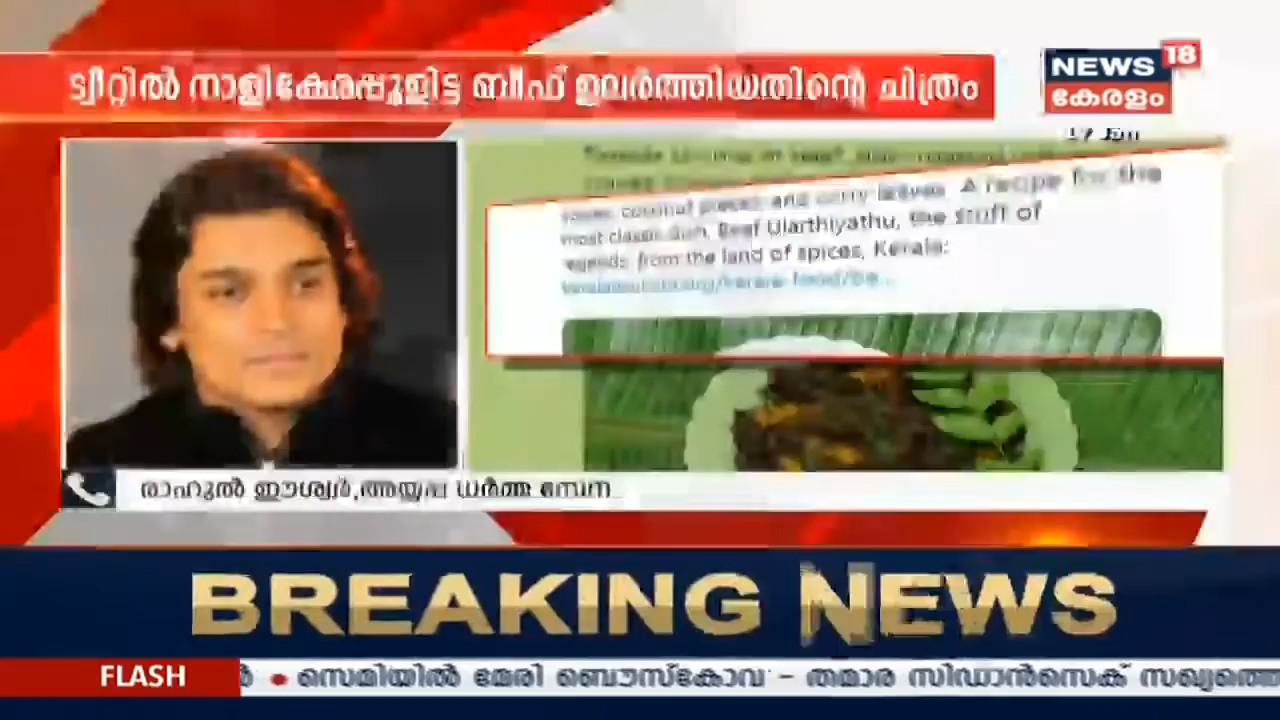 ട്വീറ്റിൽ നാളികേരപ്പൂളിട്ട ബീഫ് ഉലർത്തിയതിന്റെ ചിത്രം
NEWS 18
കേരളം
coconut pieces and curry leaves. A recipe for the
most classic dish, Beef Ularthiyathu, the stuff of
legends, from the land of spices, Kerala:
രാഹുൽ ഈശ്വർ,അയ്യപ്പ ധർമ്മ സേന
BREAKING NEWS
FLASH
• സെമിയിൽ മേരി ബൌസ്കോവ - തമാര സിഡാൻസെക് സഖ്യത്തെ